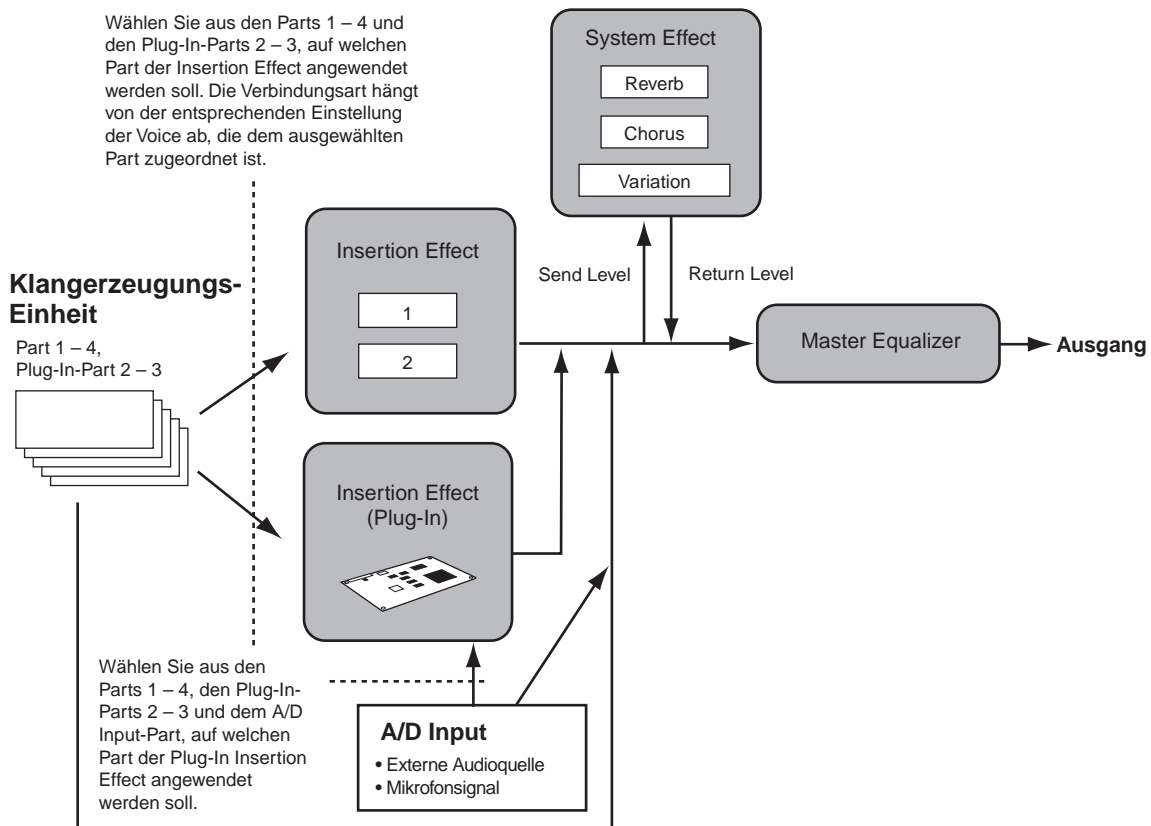 Wählen Sie aus den Parts 1 – 4 und
den Plug-In-Parts 2 – 3, auf welchen
Part der Insertion Effect angewendet
werden soll. Die Verbindungsart hängt
von der entsprechenden Einstellung
der Voice ab, die dem ausgewählten
Part zugeordnet ist.
System Effect
Reverb
Chorus
Variation
Insertion Effect
1
2
Send Level
Return Level
Klangerzeugungs-
Einheit
Part 1 – 4,
Plug-In-Part 2 – 3
Master Equalizer
Ausgang
Insertion Effect
(Plug-In)
Wählen Sie aus den
Parts 1 – 4, den Plug-In-
Parts 2 – 3 und dem A/D
Input-Part, auf welchen
Part der Plug-In Insertion
Effect angewendet
werden soll.
A/D Input
• Externe Audioquelle
• Mikrofonsignal